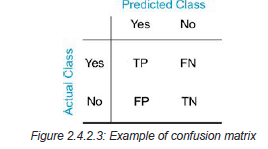 Predicted Class
Yes No
Actual Class
Yes TP FN
No FP TN
Figure 2.4.2.3: Example of confusion matrix